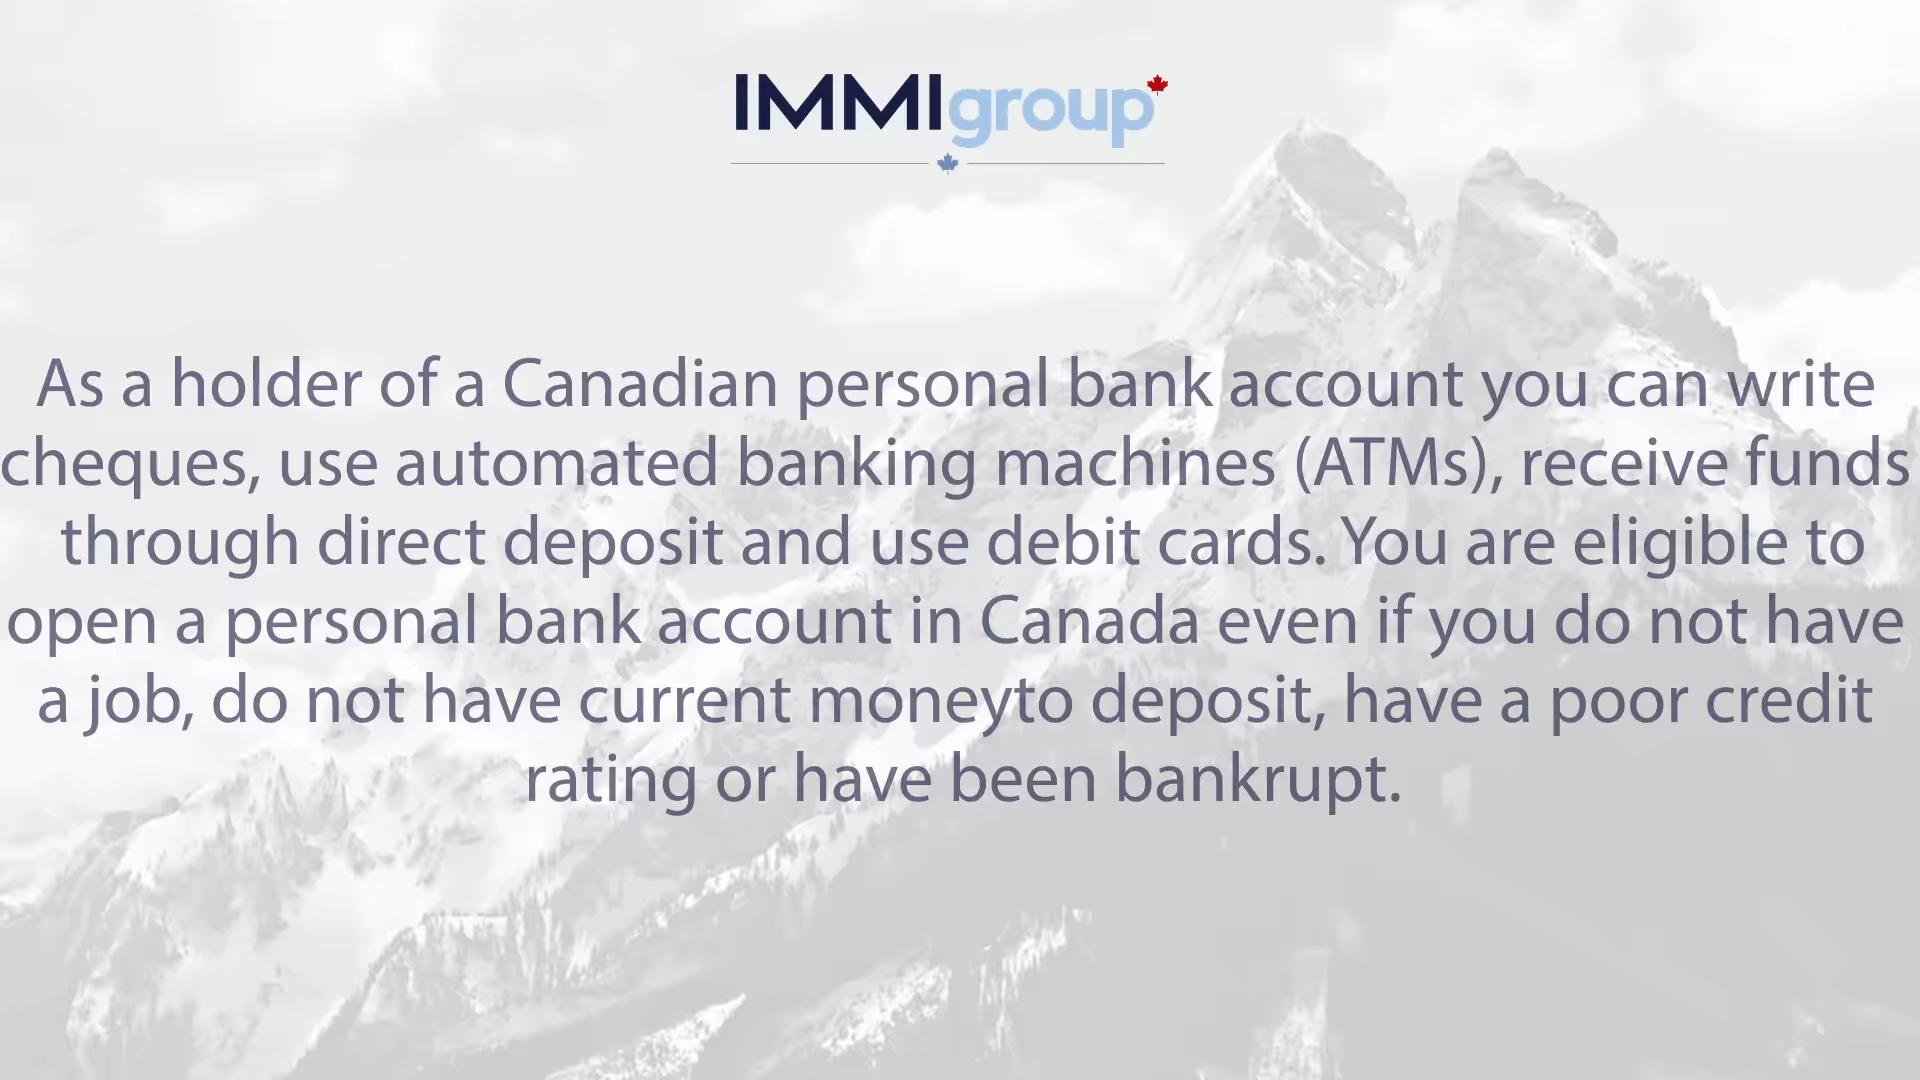 IMMIgroup
As a holder of a Canadian personal bank account you can write
cheques, use automated banking machines (ATMs), receive funds
through direct deposit and use debit cards. You are eligible to
open a personal bank account in Canada even if you do not have
a job, do not have current moneyto deposit, have a poor credit
rating or have been bankrupt.